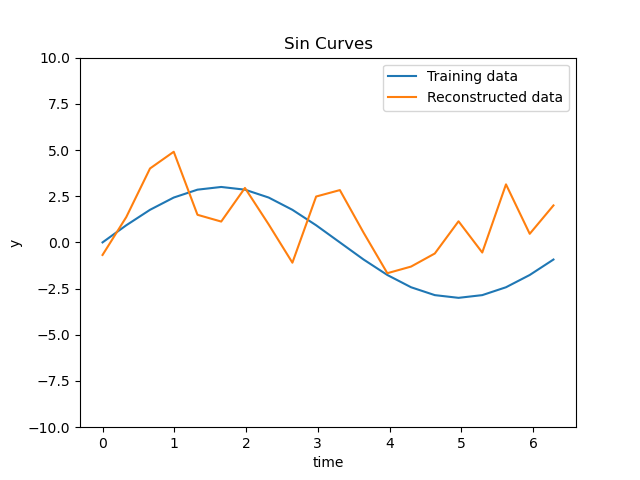 Sin Curves
Training data
Reconstructed data
10.0
7.5
5.0
2.5
0.0
−2.5
−5.0
−7.5
−10.0
y
0 1 2 3 4 5 6
time